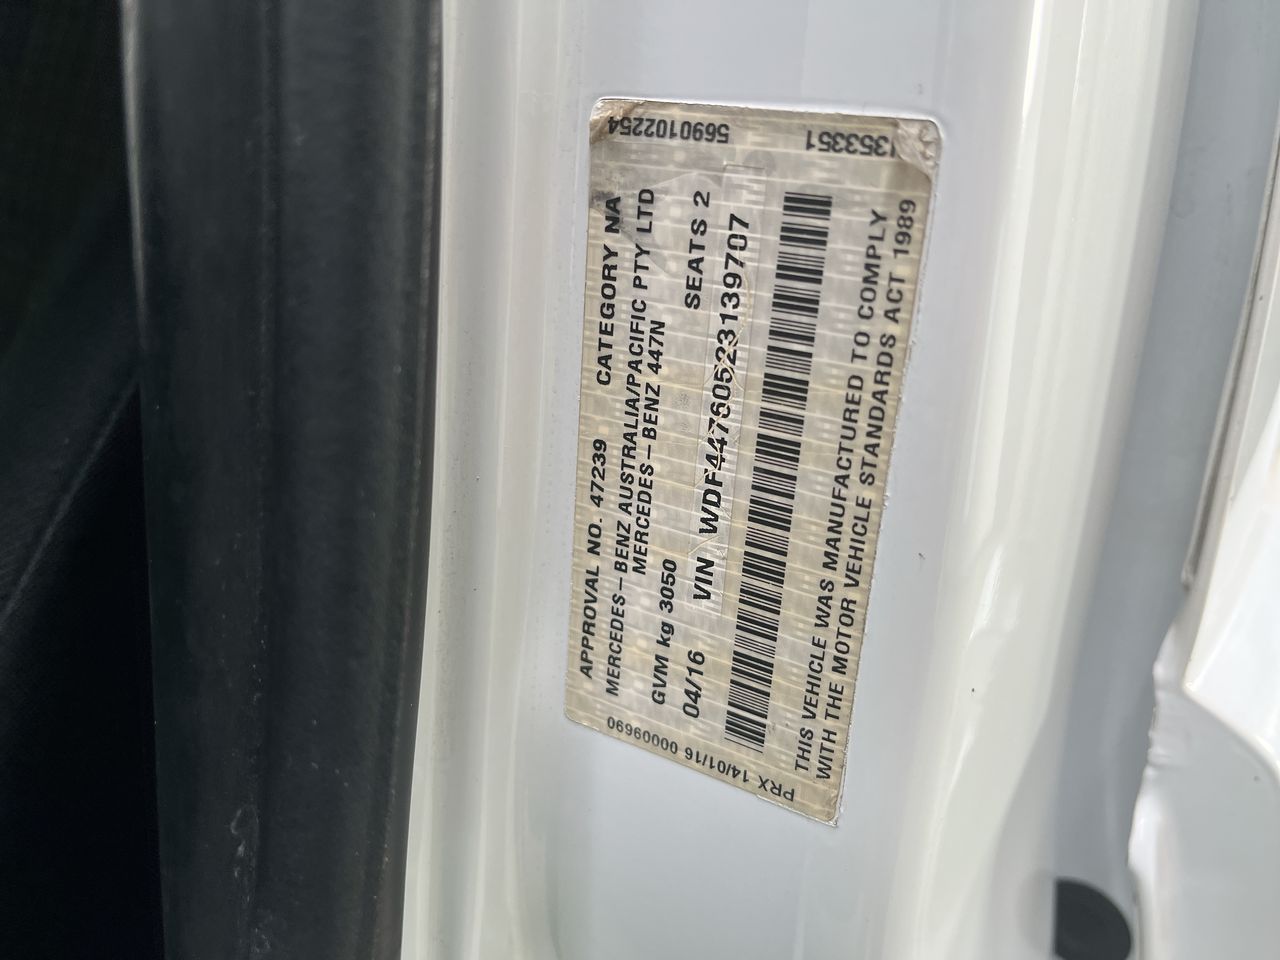 APPROVAL NO. 47239 CATEGORY NA
MERCEDES-BENZ AUSTRALIA/PACIFIC PTY LTD
MERCEDES-BENZ 447N
GVM kg 3050 SEATS 2
04/16 VIN WDF44760523139707
THIS VEHICLE WAS MANUFACTURED TO COMPLY
WITH THE MOTOR VEHICLE STANDARDS ACT 1989
PRX 14/01/16 00009690
5690102254
1353351